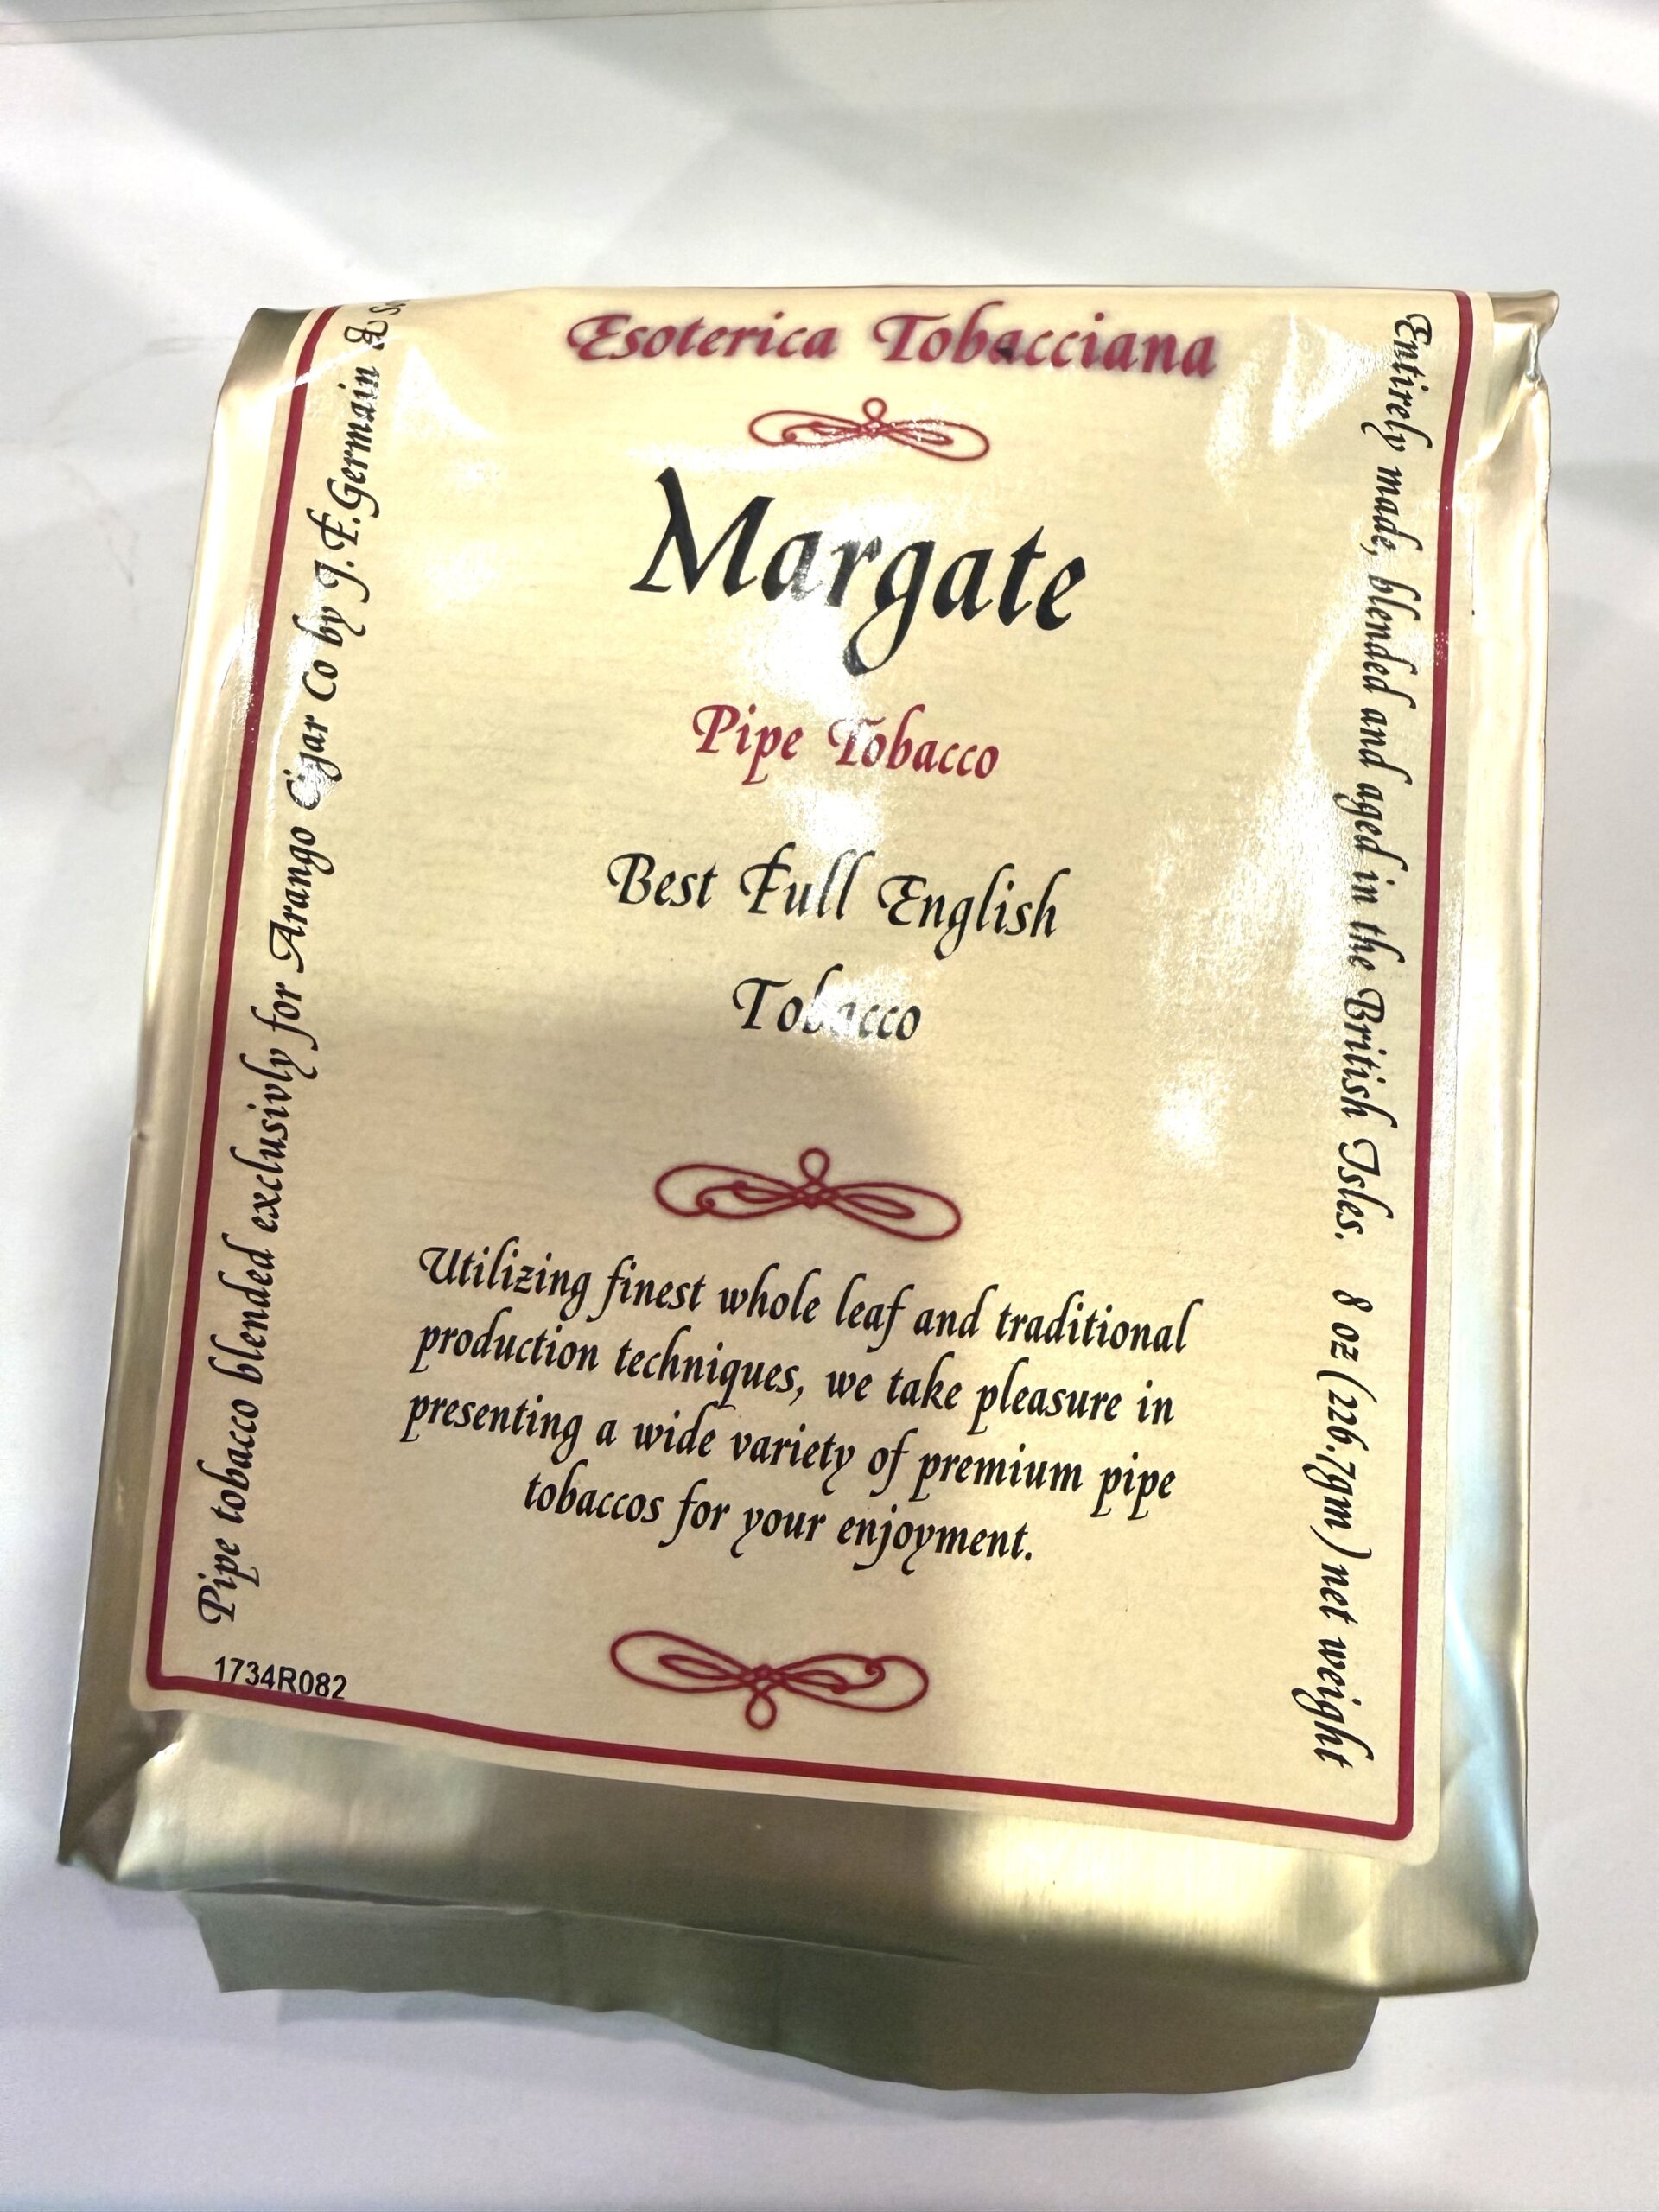 Esoterica Tobacciana
Margate
Pipe Tobacco
Best Full English
Tobacco
Utilizing finest whole leaf and traditional
production techniques, we take pleasure in
presenting a wide variety of premium pipe
tobaccos for your enjoyment.
Pipe tobacco blended exclusivly for Arango Cigar Co by J.F.Germain &
1734R082
Entirely made, blended and aged in the British Isles. 8 oz (226.7gm) net weight